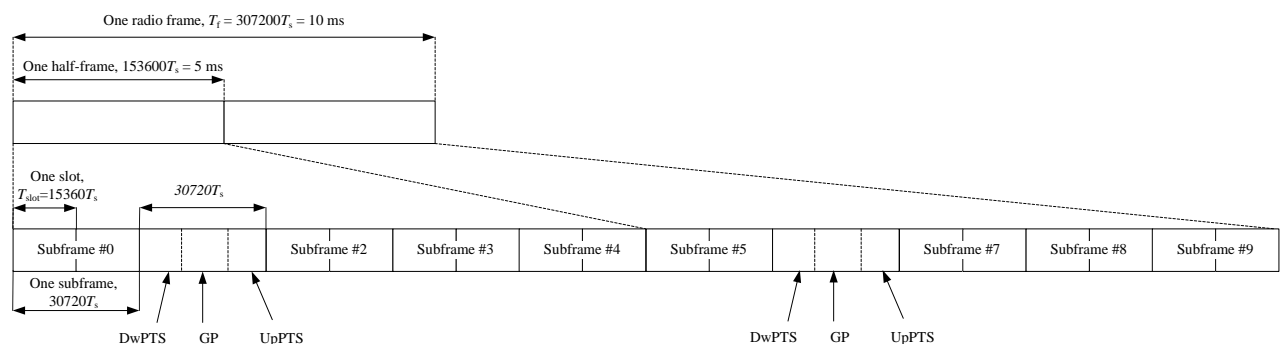 One radio frame, Tf = 307200Ts = 10 ms
One half-frame, 153600Ts = 5 ms
One slot,
Tslot=15360Ts
30720Ts
Subframe #0
Subframe #2
Subframe #3
Subframe #4
Subframe #5
Subframe #7
Subframe #8
Subframe #9
One subframe,
30720Ts
DwPTS
GP
UpPTS
DwPTS
GP
UpPTS